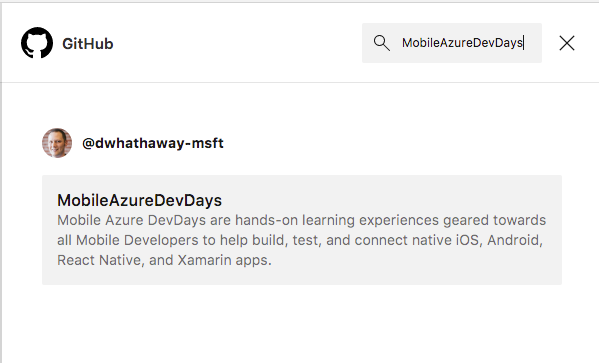 GitHub
MobileAzureDevDays
@dwhathaway-msft
MobileAzureDevDays
Mobile Azure DevDays are hands-on learning experiences geared towards
all Mobile Developers to help build, test, and connect native iOS, Android,
React Native, and Xamarin apps.